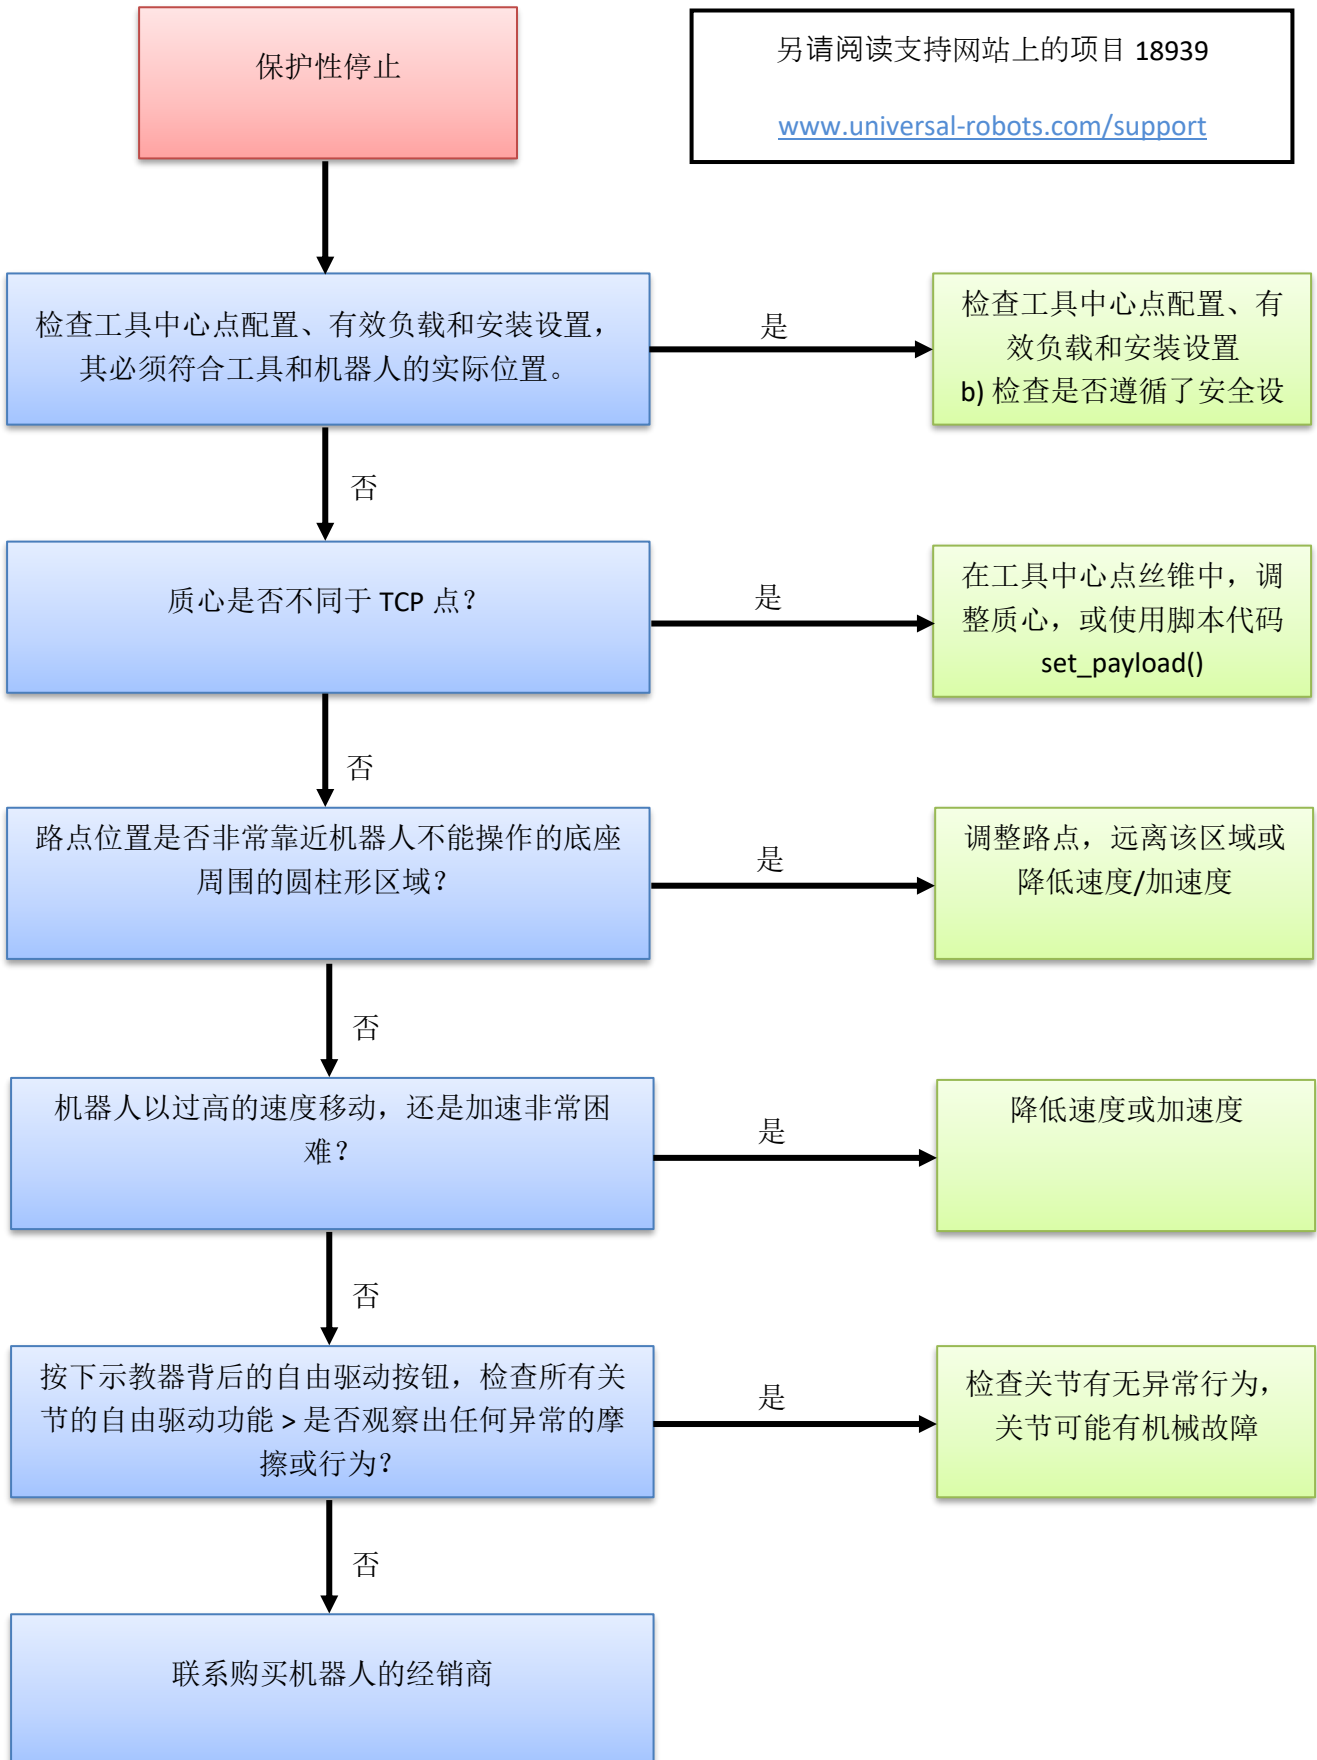 保护性停止
另请阅读支持网站上的项目 18939
www.universal-robots.com/support
检查工具中心点配置、有效负载和安装设置，
其必须符合工具和机器人的实际位置。
是
检查工具中心点配置、有
效负载和安装设置
b) 检查是否遵循了安全设
否
质心是否不同于 TCP 点？
是
在工具中心点丝锥中，调
整质心，或使用脚本代码
set_payload()
否
路点位置是否非常靠近机器人不能操作的底座
周围的圆柱形区域？
是
调整路点，远离该区域或
降低速度/加速度
否
机器人以过高的速度移动，还是加速非常困
难？
是
降低速度或加速度
否
按下示教器背后的自由驱动按钮，检查所有关
节的自由驱动功能 > 是否观察出任何异常的摩
擦或行为？
是
检查关节有无异常行为，
关节可能有机械故障
否
联系购买机器人的经销商